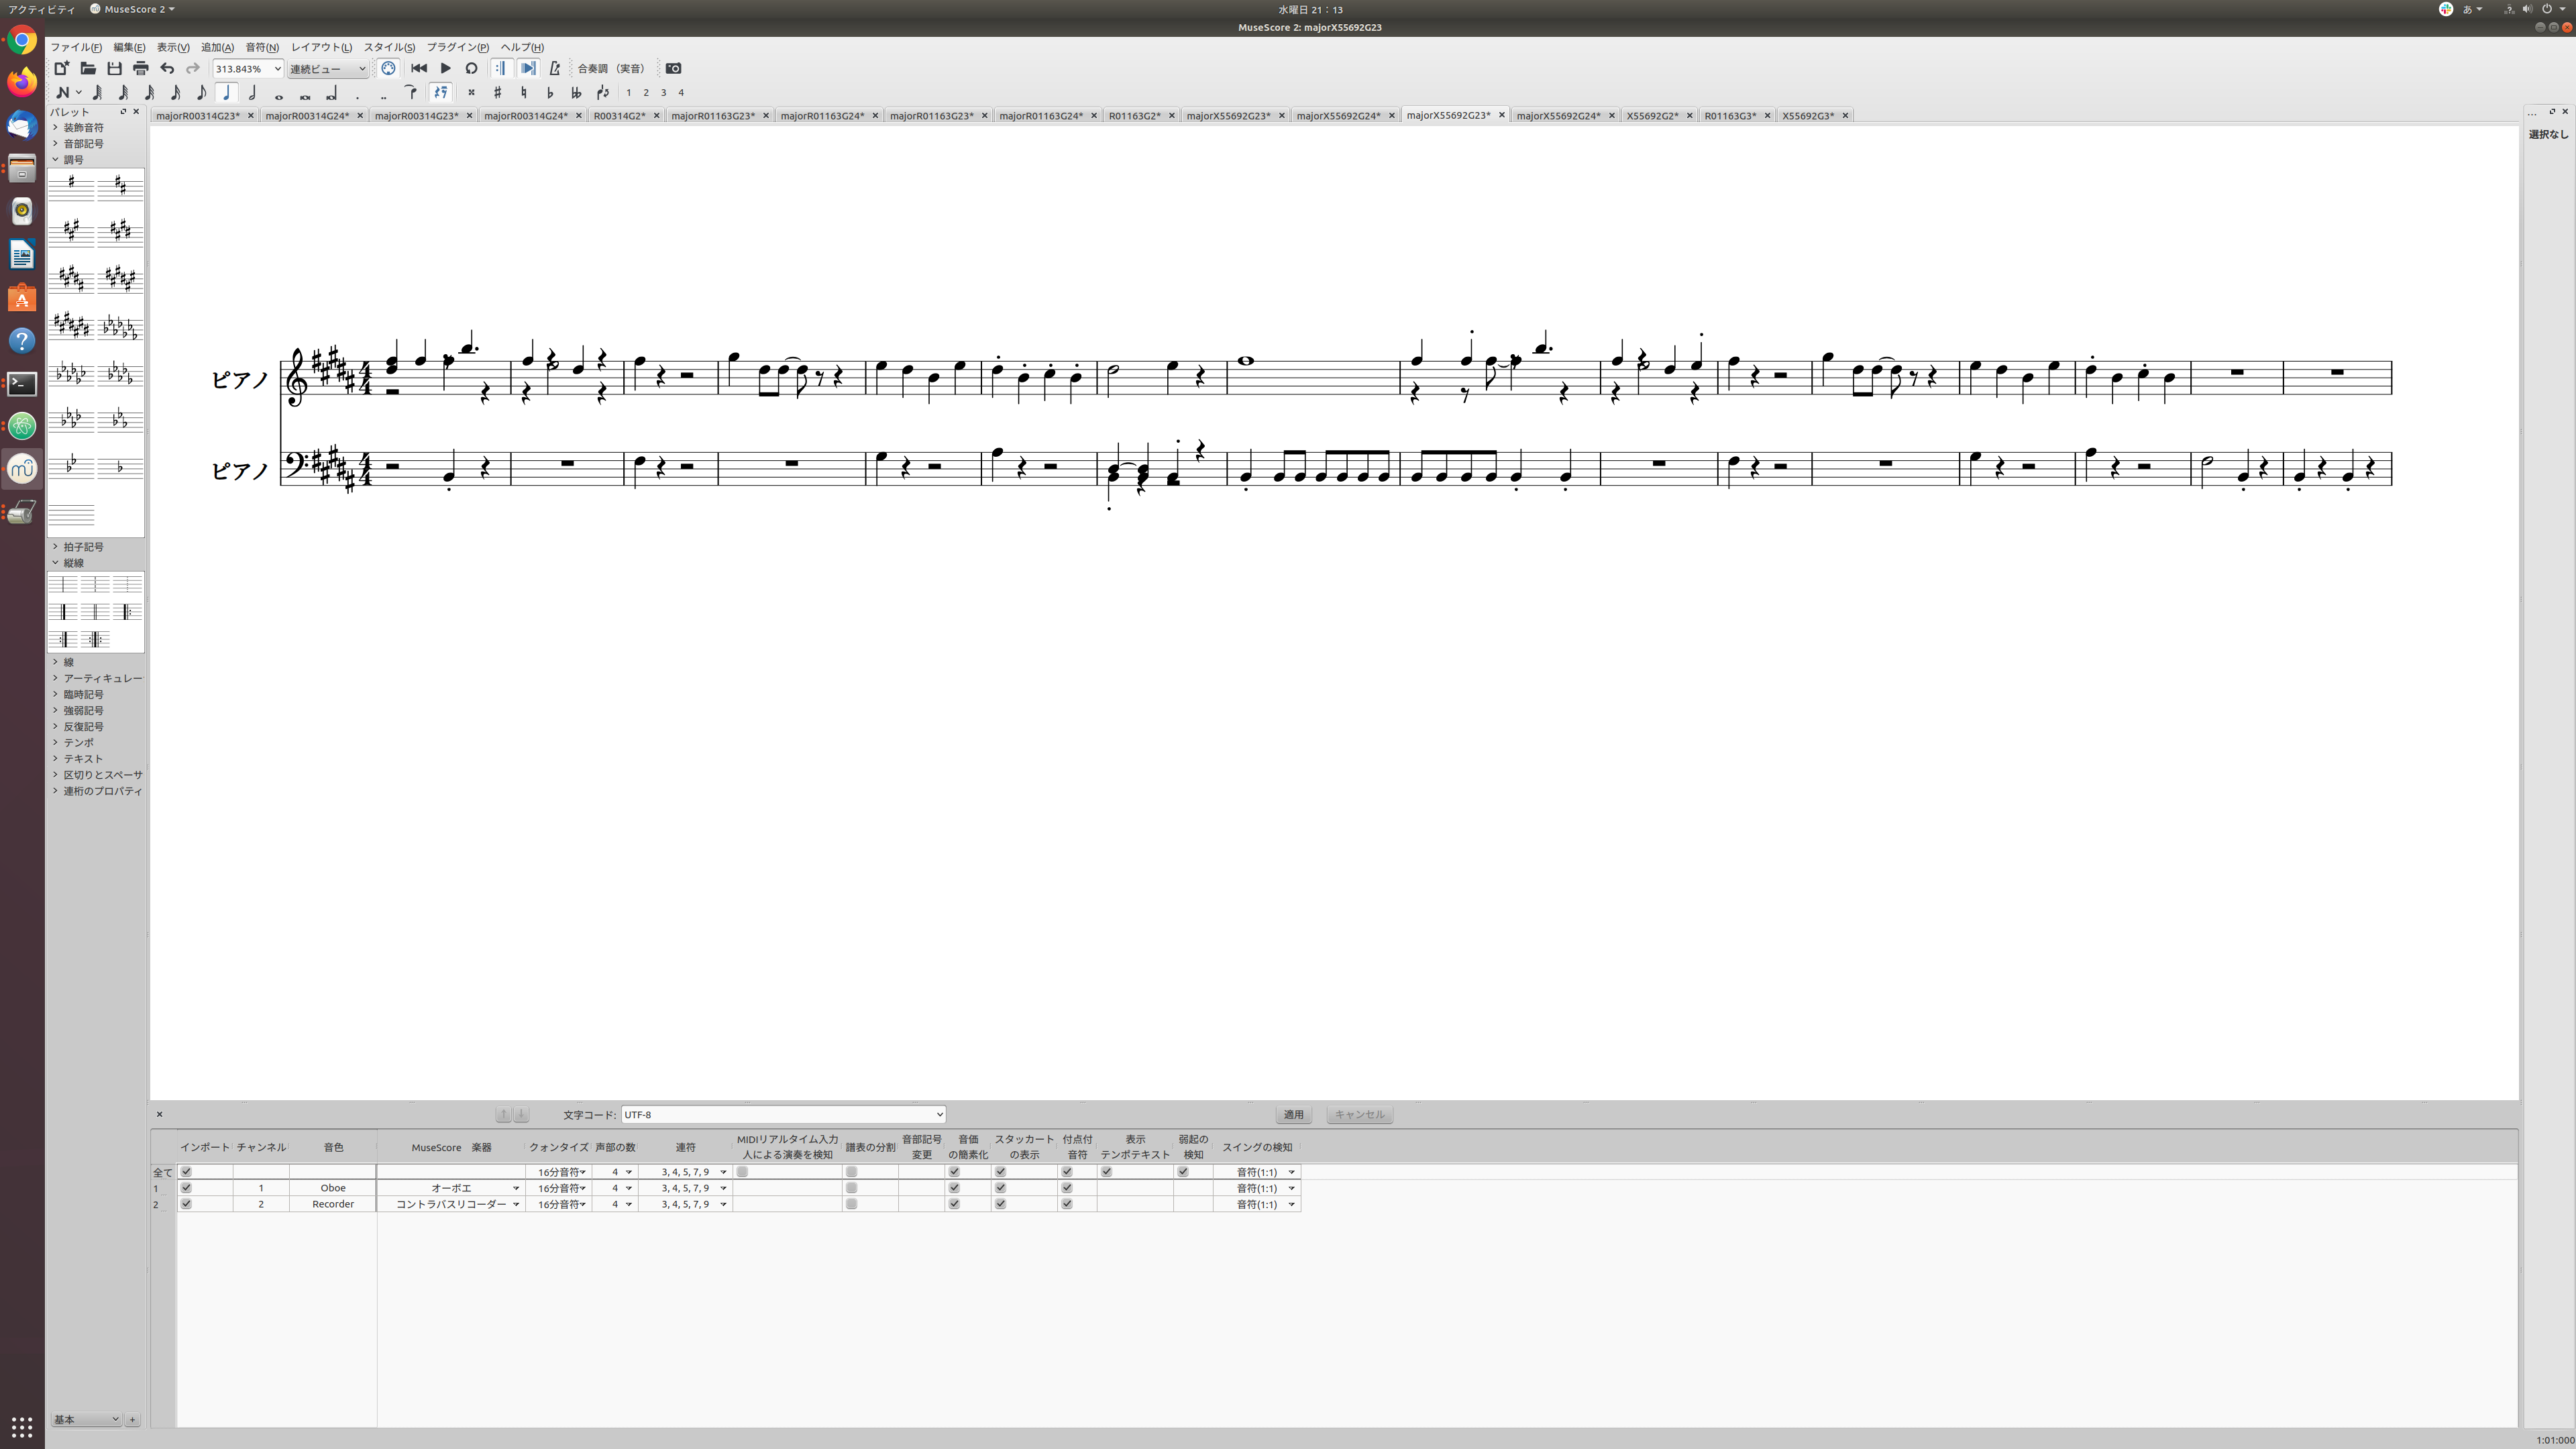 アクティビティ MuseScore 2 水曜日 21：13 あ
MuseScore 2: majorX55692G23
ファイル(F) 編集(E) 表示(V) 追加(A) 音符(N) レイアウト(L) スタイル(S) プラグイン(P) ヘルプ(H)
313.843% 連続ビュー 合奏調 （実音）
1 2 3 4
パレット
majorR00314G23* majorR00314G24* majorR00314G23* majorR00314G24* R00314G2* majorR01163G23* majorR01163G24* majorR01163G23* majorR01163G24* R01163G2* majorX55692G23* majorX55692G24* majorX55692G23* majorX55692G24* X55692G2* R01163G3* X55692G3*
選択なし
装飾音符
音部記号
調号
ピアノ
ピアノ
拍子記号
縦線
線
アーティキュレー
臨時記号
強弱記号
反復記号
テンポ
テキスト
区切りとスペーサ
連桁のプロパティ
基本 +
文字コード: UTF-8 適用 キャンセル
インポート チャンネル 音色 MuseScore 楽器 クォンタイズ 声部の数 連符 MIDIリアルタイム入力 人による演奏を検知 譜表の分割 音部記号 変更 音価 の簡素化 スタッカート の表示 付点付 音符 表示 テンポテキスト 弱起の 検知 スイングの検知
全て 16分音符 4 3, 4, 5, 7, 9 音符(1:1)
1 1 Oboe オーボエ 16分音符 4 3, 4, 5, 7, 9 音符(1:1)
2 2 Recorder コントラバスリコーダー 16分音符 4 3, 4, 5, 7, 9 音符(1:1)
1:01:000